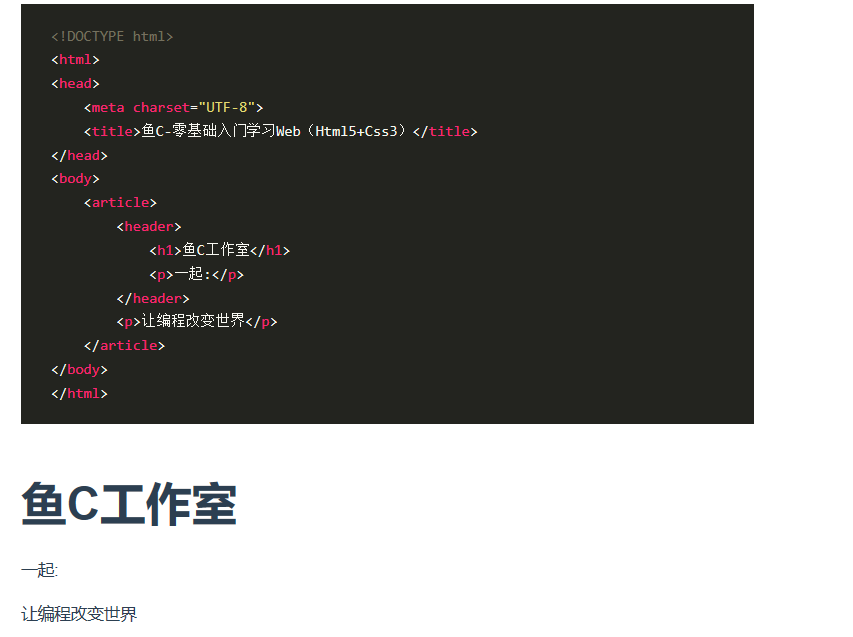 <!DOCTYPE html>
<html>
<head>
    <meta charset="UTF-8">
    <title>鱼C-零基础入门学习Web（Html5+Css3）</title>
</head>
<body>
    <article>
        <header>
            <h1>鱼C工作室</h1>
            <p>一起:</p>
        </header>
        <p>让编程改变世界</p>
    </article>
</body>
</html>
鱼C工作室
一起:
让编程改变世界